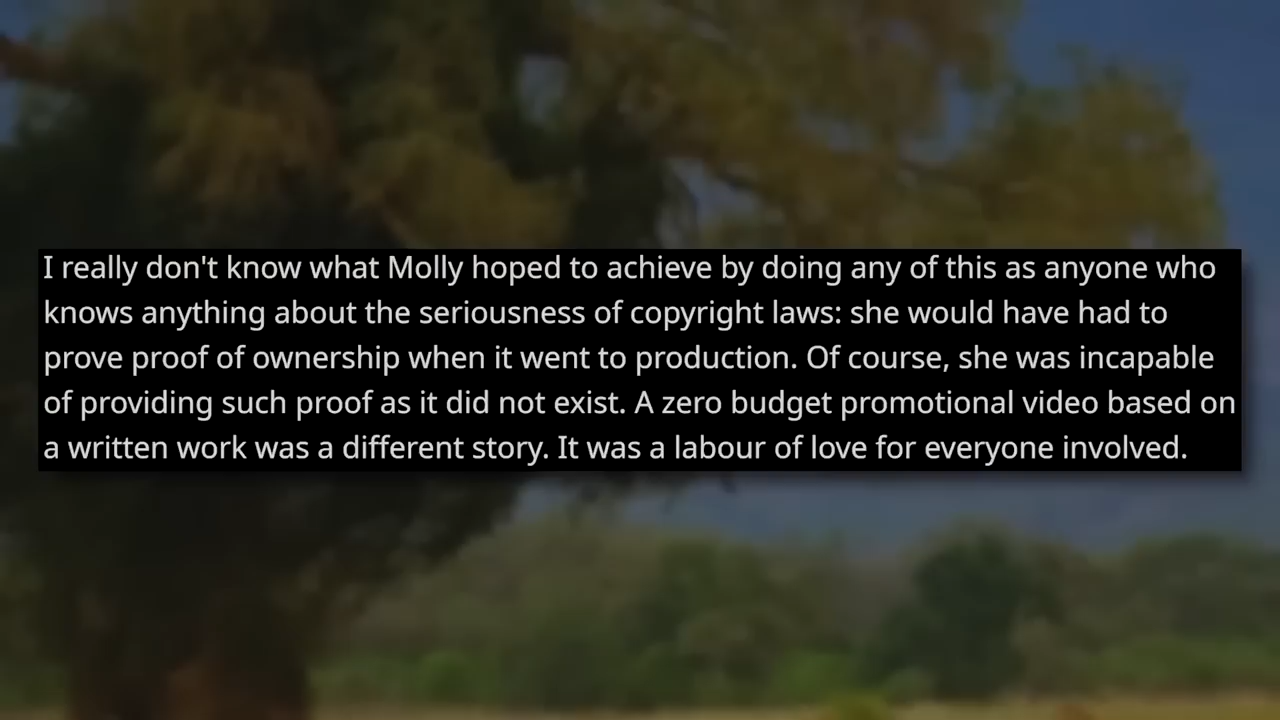 I really don't know what Molly hoped to achieve by doing any of this as anyone who
knows anything about the seriousness of copyright laws: she would have had to
prove proof of ownership when it went to production. Of course, she was incapable
of providing such proof as it did not exist. A zero budget promotional video based on
a written work was a different story. It was a labour of love for everyone involved.